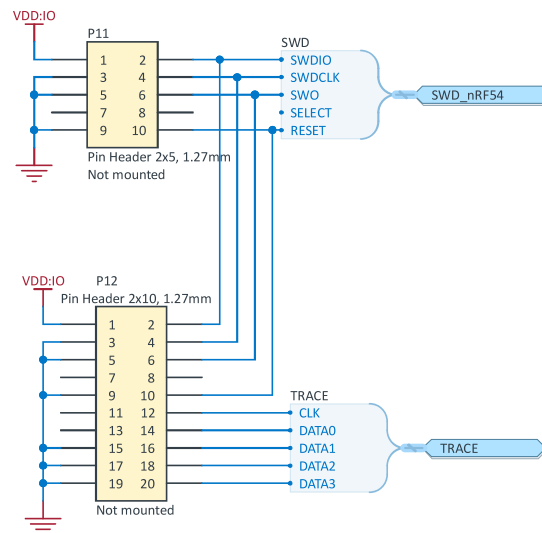 VDD:IO
P11
SWD
1 2 SWDIO
3 4 SWDCLK
5 6 SWO SWD_nRF54
7 8 SELECT
9 10 RESET
Pin Header 2x5, 1.27mm
Not mounted
VDD:IO P12
Pin Header 2x10, 1.27mm
1 2
3 4
5 6
7 8
9 10 TRACE
11 12 CLK
13 14 DATA0
15 16 DATA1 TRACE
17 18 DATA2
19 20 DATA3
Not mounted